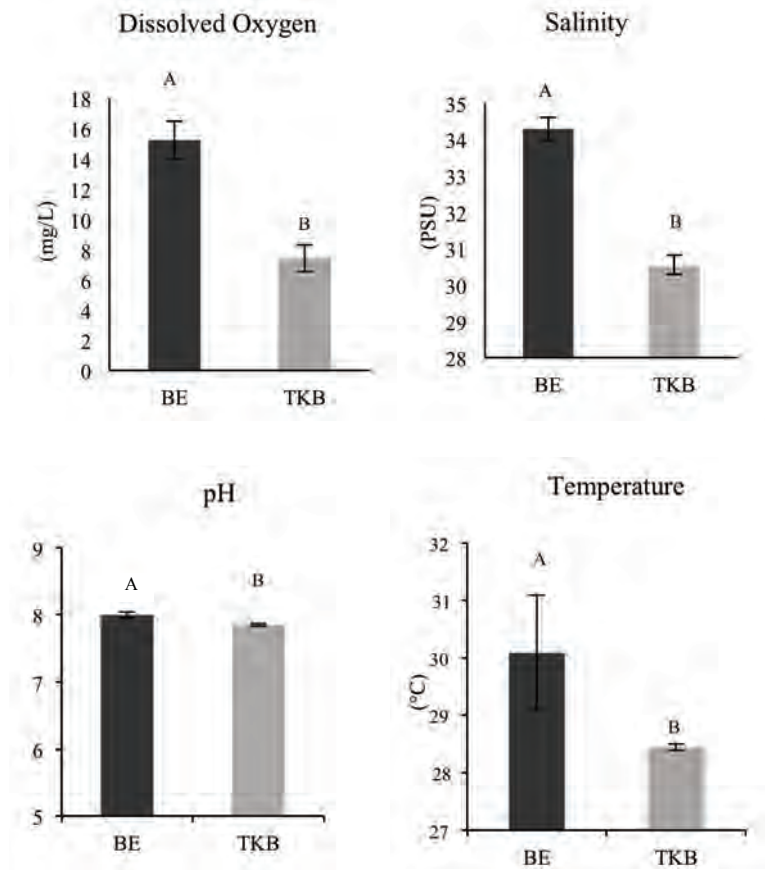 Dissolved Oxygen
A
B
18
16
14
12
10
8
6
4
2
0
(mg/L)
BE
TKB
Salinity
A
B
35
34
33
32
31
30
29
28
(PSU)
BE
TKB
pH
A
B
9
8
7
6
5
BE
TKB
Temperature
A
B
32
31
30
29
28
27
(°C)
BE
TKB